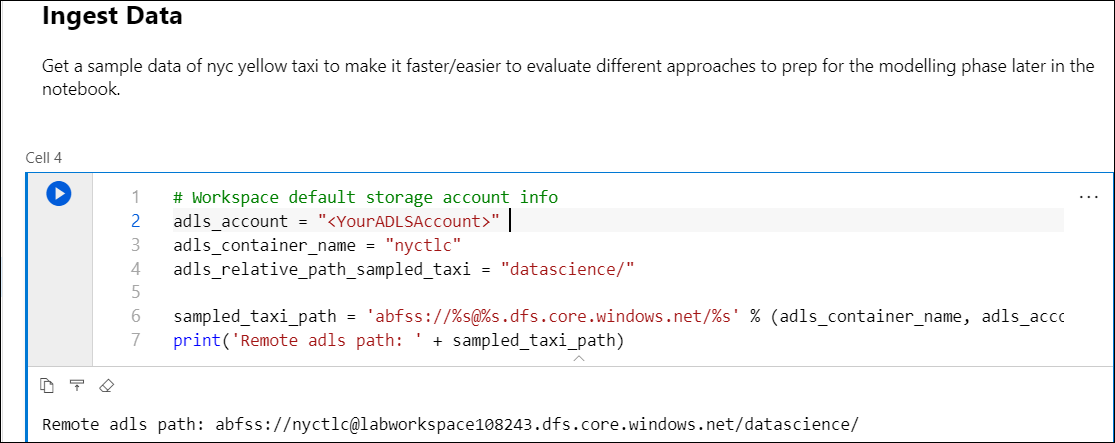 Ingest Data
Get a sample data of nyc yellow taxi to make it faster/easier to evaluate different approaches to prep for the modelling phase later in the
notebook.
Cell 4
1 # Workspace default storage account info
2 adls_account = "<YourADLSAccount>"
3 adls_container_name = "nyctlc"
4 adls_relative_path_sampled_taxi = "datascience/"
5
6 sampled_taxi_path = 'abfss://%s@%s.dfs.core.windows.net/%s' % (adls_container_name, adls_acco
7 print('Remote adls path: ' + sampled_taxi_path)
Remote adls path: abfss://nyctlc@labworkspace108243.dfs.core.windows.net/datascience/